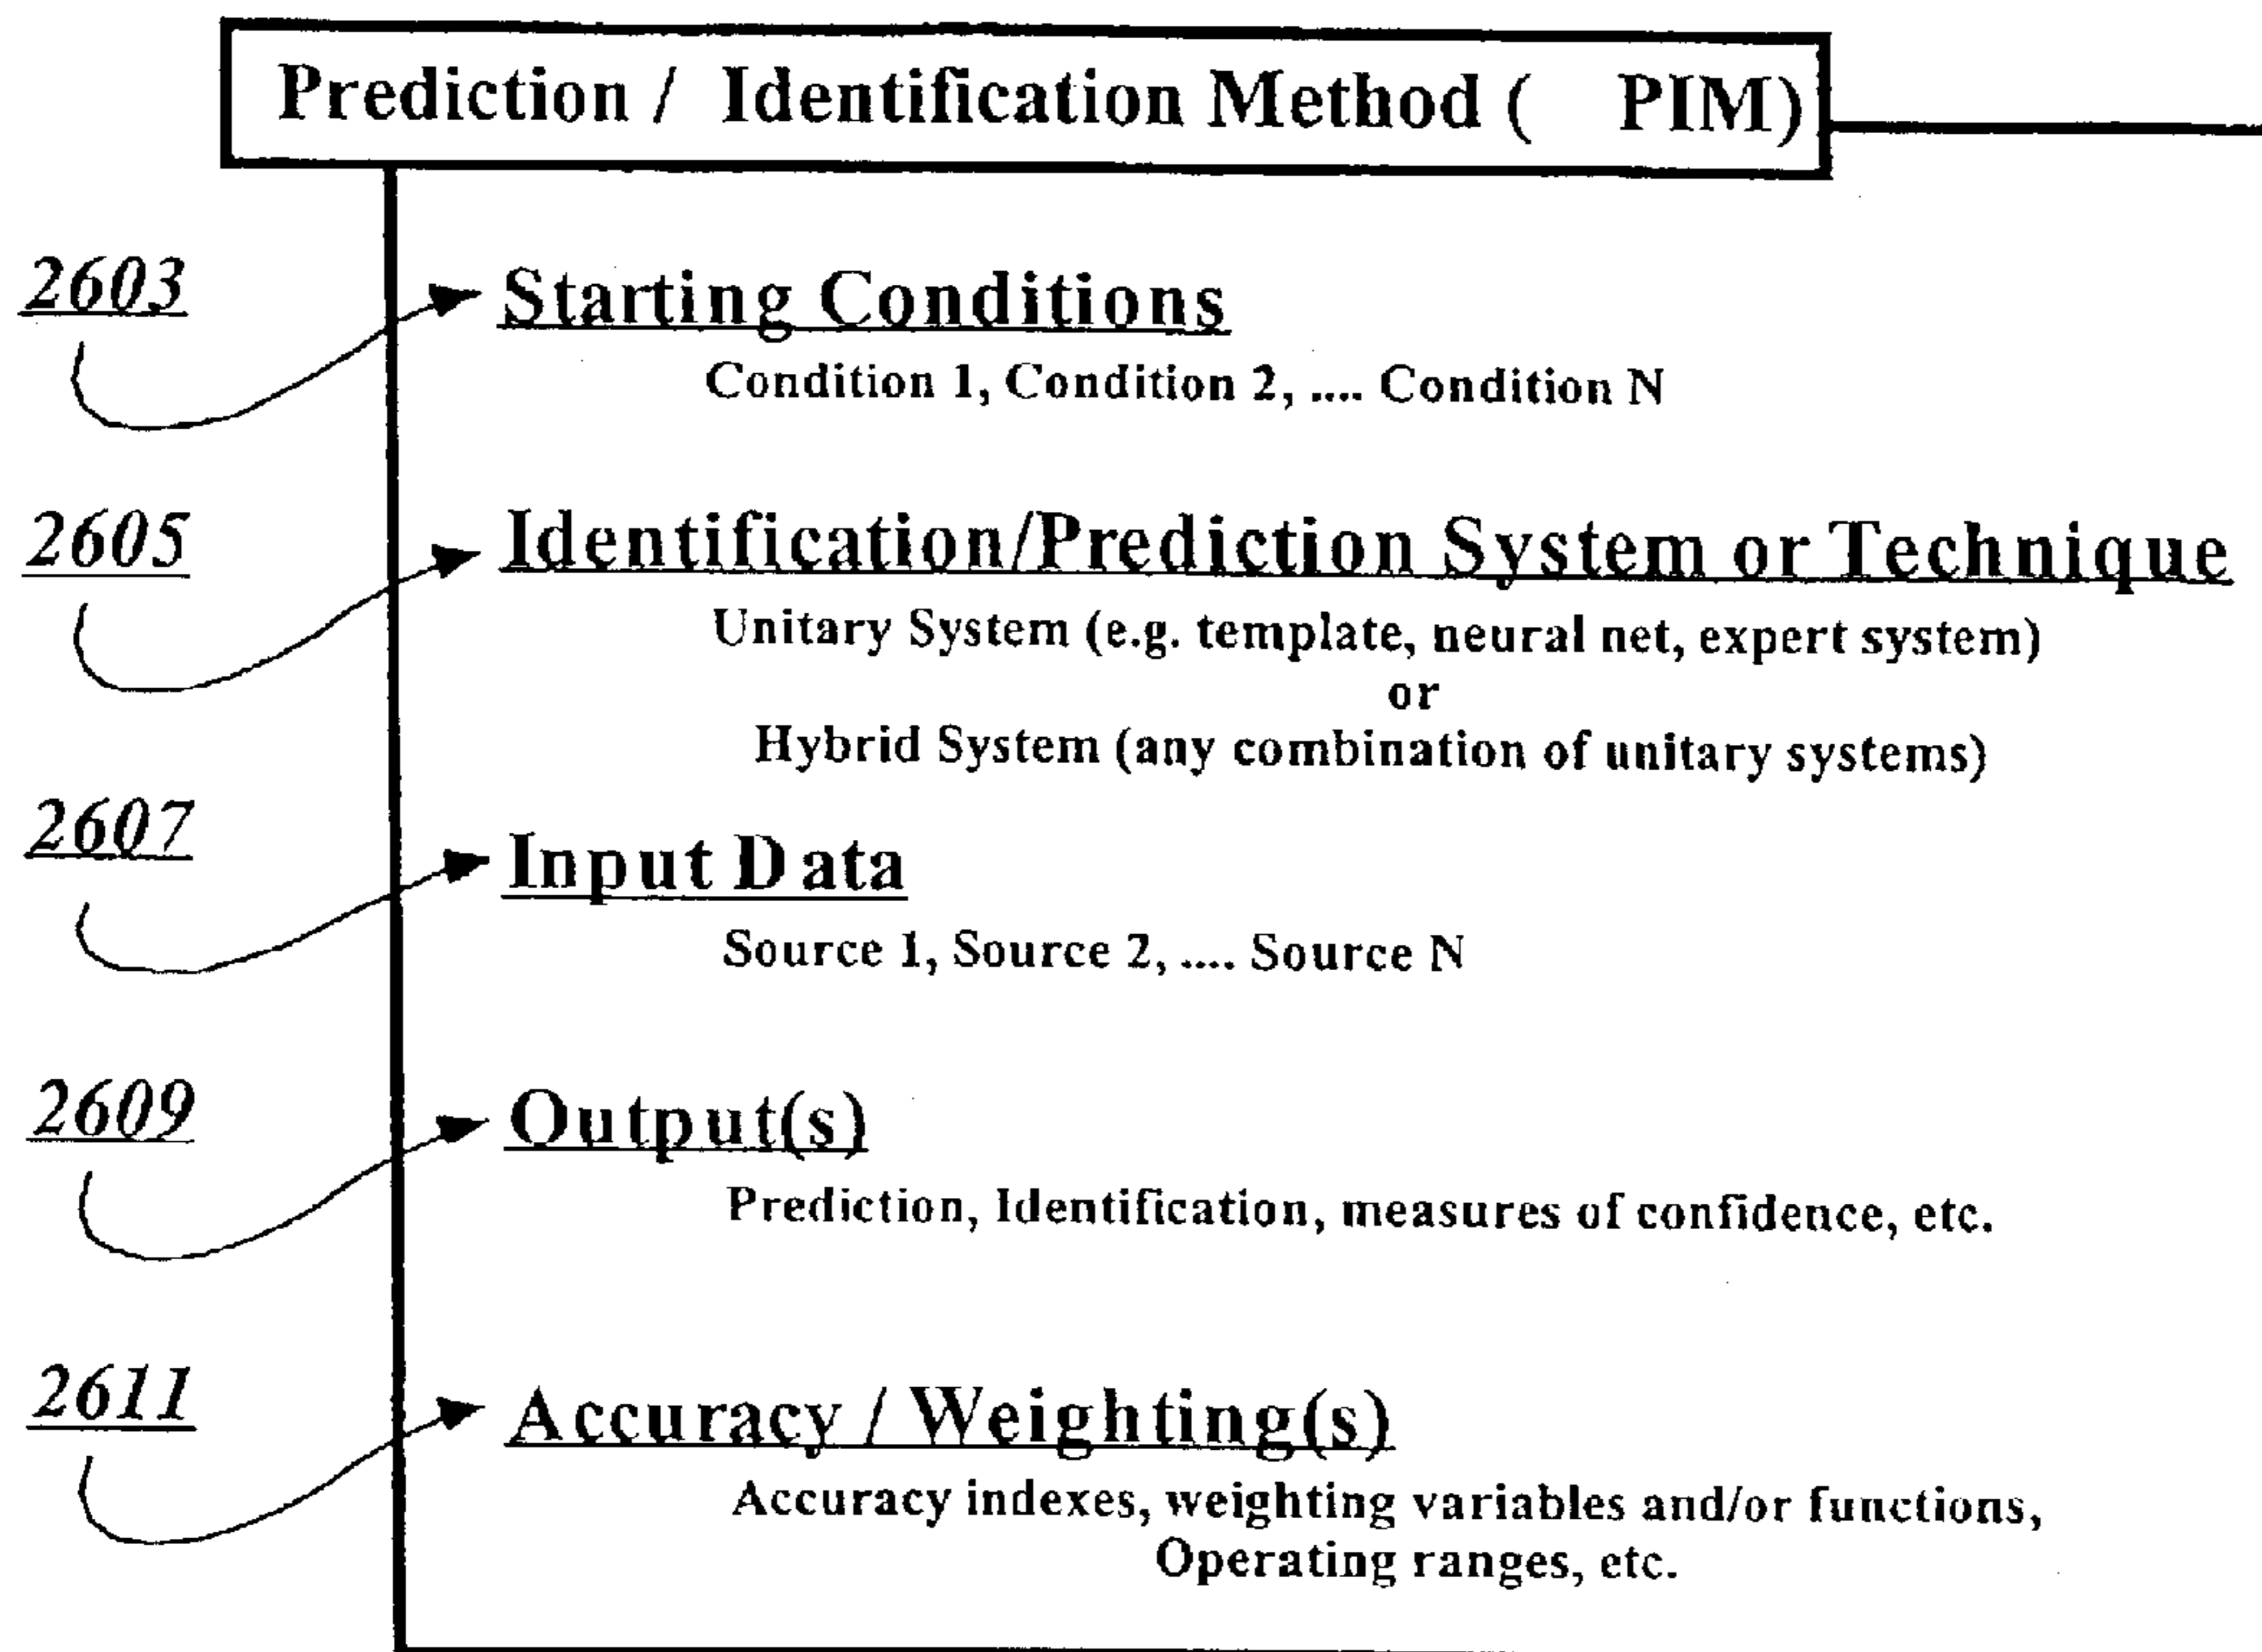 Prediction / Identification Method ( PIM)
2603
Starting Conditions
Condition 1, Condition 2, .... Condition N
2605
Identification/Prediction System or Technique
Unitary System (e.g. template, neural net, expert system)
or
Hybrid System (any combination of unitary systems)
2607
Input Data
Source 1, Source 2, .... Source N
2609
Output(s)
Prediction, Identification, measures of confidence, etc.
2611
Accuracy / Weighting(s)
Accuracy indexes, weighting variables and/or functions,
Operating ranges, etc.